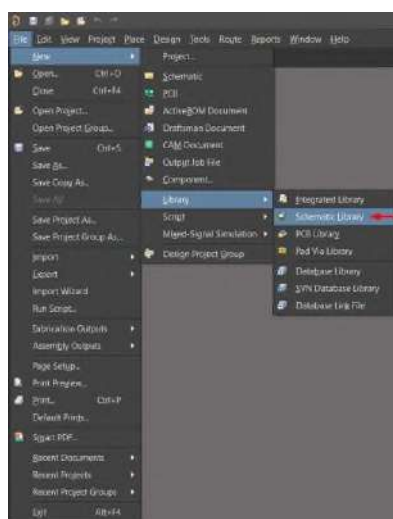 File Edit View Project Place Design Tools Route Reports Window Help
New
Open... Ctrl+O
Close Ctrl+F4
Open Project...
Open Project Group...
Save Ctrl+S
Save As...
Save Copy As...
Save All
Save Project As...
Save Project Group As...
Import
Export
Import Wizard
Run Script...
Fabrication Outputs
Assembly Outputs
Page Setup...
Print Preview...
Print... Ctrl+P
Default Prints...
Smart PDF...
Recent Documents
Recent Projects
Recent Project Groups
Exit Alt+F4
Project...
Schematic
PCB
ActiveBOM Document
Draftsman Document
CAM Document
Output Job File
Component...
Library
Script
Mixed-Signal Simulation
Design Project Group
Integrated Library
Schematic Library
PCB Library
Pad Via Library
Database Library
SVN Database Library
Database Link File